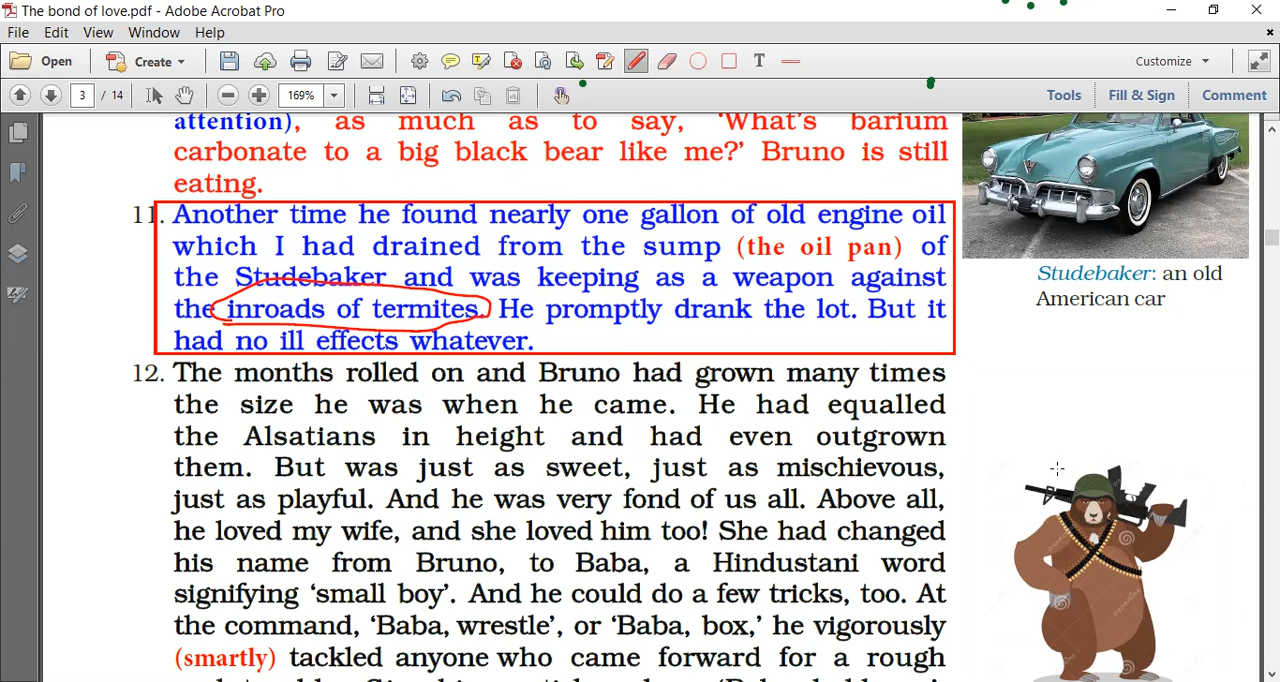 The bond of love.pdf - Adobe Acrobat Pro
File Edit View Window Help
Open Create Customize
3 / 14 169% Tools Fill & Sign Comment
attention), as much as to say, ‘What’s barium
carbonate to a big black bear like me?’ Bruno is still
eating.
11. Another time he found nearly one gallon of old engine oil
which I had drained from the sump (the oil pan) of
the Studebaker and was keeping as a weapon against
the inroads of termites. He promptly drank the lot. But it
had no ill effects whatever.
Studebaker: an old
American car
12. The months rolled on and Bruno had grown many times
the size he was when he came. He had equalled
the Alsatians in height and had even outgrown
them. But was just as sweet, just as mischievous,
just as playful. And he was very fond of us all. Above all,
he loved my wife, and she loved him too! She had changed
his name from Bruno, to Baba, a Hindustani word
signifying ‘small boy’. And he could do a few tricks, too. At
the command, ‘Baba, wrestle’, or ‘Baba, box,’ he vigorously
(smartly) tackled anyone who came forward for a rough